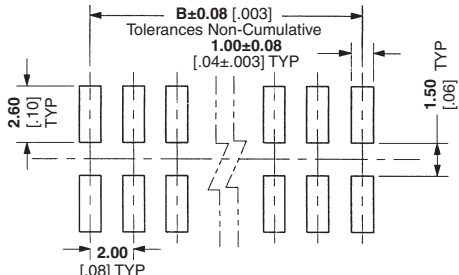 B±0.08 [.003]
Tolerances Non-Cumulative
1.00±0.08
[.04±.003] TYP
2.60
[.10]
TYP
1.50 TYP
[.06]
2.00
[.08] TYP